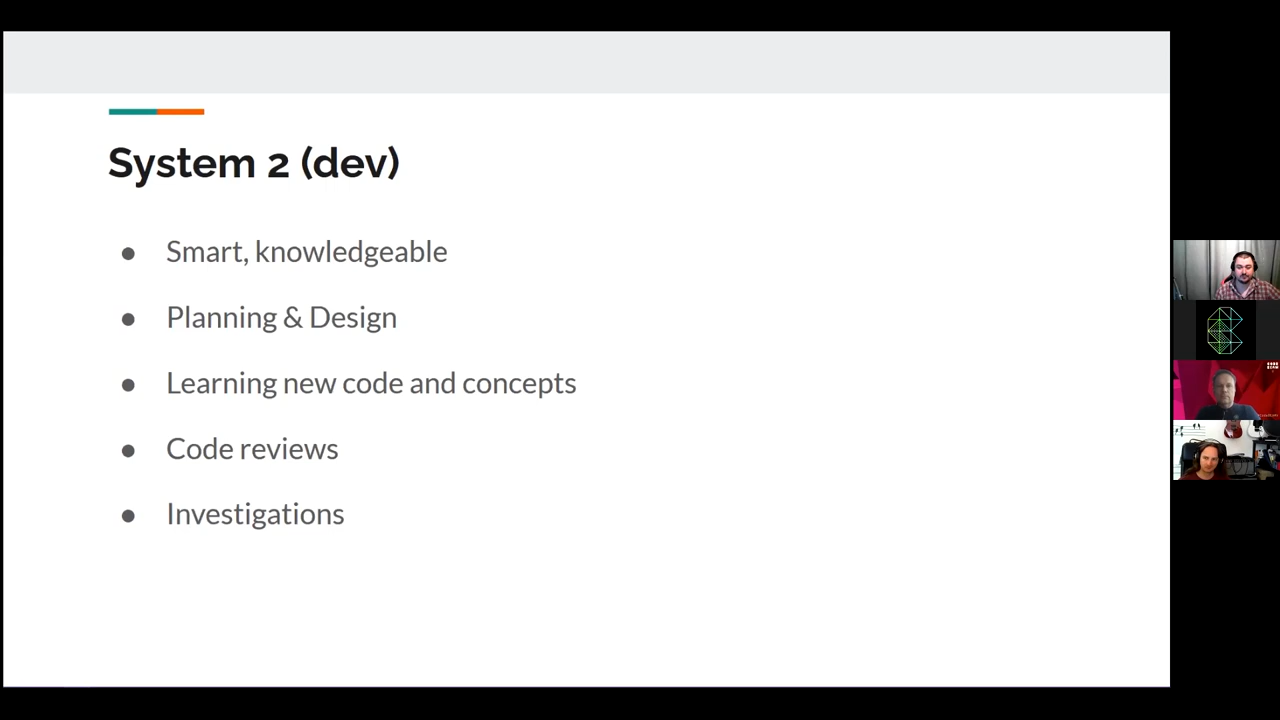 System 2 (dev)
● Smart, knowledgeable
● Planning & Design
● Learning new code and concepts
● Code reviews
● Investigations